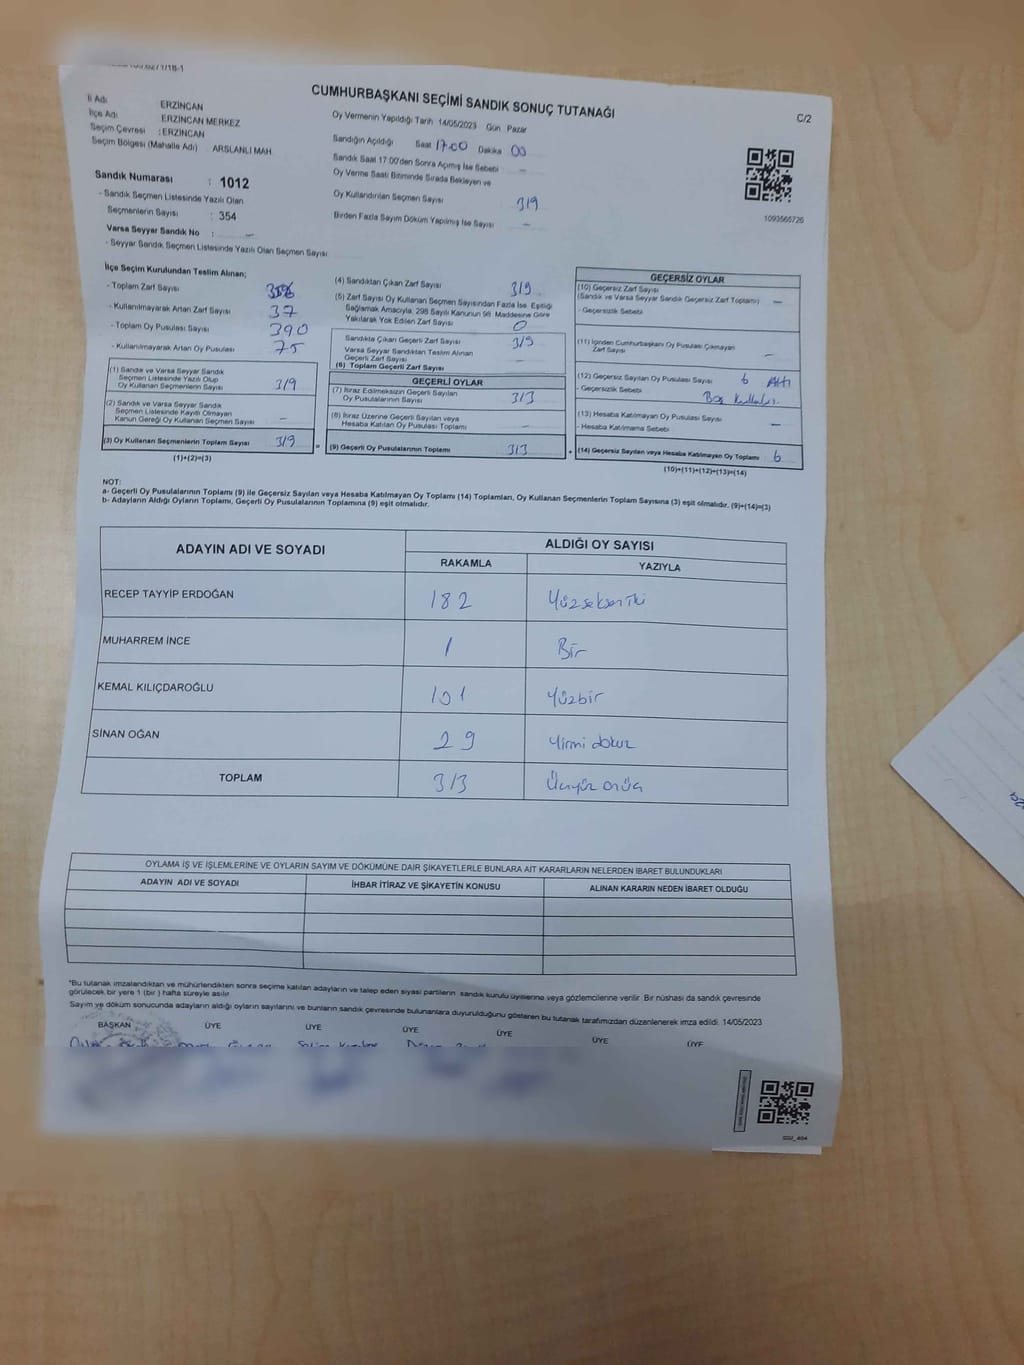 CUMHURBAŞKANI SEÇİMİ SANDIK SONUÇ TUTANAĞI
C/2
İl Adı ERZİNCAN
İlçe Adı ERZİNCAN MERKEZ
Seçim Çevresi : ERZİNCAN
Seçim Bölgesi (Mahalle Adı) ARSLANLI MAH
Sandık Numarası : 1012
- Sandık Seçmen Listesinde Yazılı Olan
Seçmenlerin Sayısı : 354
Varsa Seyyar Sandık No : –
- Seyyar Sandık Seçmen Listesinde Yazılı Olan Seçmen Sayısı
Oy Vermenin Yapıldığı Tarih 14/05/2023 Gün Pazar
Sandığın Açıldığı Saat 17:00 Dakika 00
Sandık Saat 17:00'den Sonra Açılmış İse Sebebi –
Oy Verme Saati Bitiminde Sırada Bekleyen ve
Oy Kullandırılan Seçmen Sayısı 319
Birden Fazla Sayım Döküm Yapılmış İse Sayısı –
1093565726
İlçe Seçim Kurulundan Teslim Alınan;
- Toplam Zarf Sayısı
- Kullanılmayarak Artan Zarf Sayısı 37
- Toplam Oy Pusulası Sayısı 390
- Kullanılmayarak Artan Oy Pusulası 75
(1) Sandık ve Varsa Seyyar Sandık
Seçmen Listesinde Yazılı Olup
Oy Kullanan Seçmenlerin Sayısı 319
(2) Sandık ve Varsa Seyyar Sandık
Seçmen Listesinde Kayıtlı Olmayan
Kanun Gereği Oy Kullanan Seçmen Sayısı –
(3) Oy Kullanan Seçmenlerin Toplam Sayısı 319
(1)+(2)=(3)
(4) Sandıktan Çıkan Zarf Sayısı 319
(5) Zarf Sayısı Oy Kullanan Seçmen Sayısından Fazla İse, Eşitliği
Sağlamak Amacıyla, 298 Sayılı Kanunun 98. Maddesine Göre
Yakılarak Yok Edilen Zarf Sayısı 0
Sandıkta Çıkan Geçerli Zarf Sayısı 319
Varsa Seyyar Sandıktan Teslim Alınan
Geçerli Zarf Sayısı –
(6) Toplam Geçerli Zarf Sayısı
GEÇERLİ OYLAR
(7) İtiraz Edilmeksizin Geçerli Sayılan
Oy Pusulası Sayısı 313
(8) İtiraz Üzerine Geçerli Sayılan veya
Hesaba Katılan Oy Pusulası Toplamı –
= (9) Geçerli Oy Pusulalarının Toplamı 313
GEÇERSİZ OYLAR
(10) Geçersiz Zarf Sayısı
(Sandık ve Varsa Seyyar Sandık Geçersiz Zarf Toplamı) –
- Geçersizlik Sebebi
(11) İçinden Cumhurbaşkanı Oy Pusulası Çıkmayan
Zarf Sayısı –
(12) Geçersiz Sayılan Oy Pusulası Sayısı 6 Altı
- Geçersizlik Sebebi Boş
(13) Hesaba Katılmayan Oy Pusulası Sayısı –
- Hesaba Katılmama Sebebi
+ (14) Geçersiz Sayılan veya Hesaba Katılmayan Oy Toplamı 6
(10)+(11)+(12)+(13)=(14)
NOT:
a- Geçerli Oy Pusulalarının Toplamı (9) ile Geçersiz Sayılan veya Hesaba Katılmayan Oy Toplamı (14) Toplamları, Oy Kullanan Seçmenlerin Toplam Sayısına (3) eşit olmalıdır. (9)+(14)=(3)
b- Adayların Aldığı Oyların Toplamı, Geçerli Oy Pusulalarının Toplamına (9) eşit olmalıdır.
ADAYIN ADI VE SOYADI ALDIĞI OY SAYISI
RAKAMLA YAZIYLA
RECEP TAYYİP ERDOĞAN 182 Yüzseksen iki
MUHARREM İNCE 1 Bir
KEMAL KILIÇDAROĞLU 101 Yüzbir
SİNAN OĞAN 29 Yirmi dokuz
TOPLAM 313 Üçyüz onüç
OYLAMA İŞ VE İŞLEMLERİNE VE OYLARIN SAYIM VE DÖKÜMÜNE DAİR ŞİKAYETLERLE BUNLARA AİT KARARLARIN NELERDEN İBARET BULUNDUKLARI
ADAYIN ADI VE SOYADI İHBAR İTİRAZ VE ŞİKAYETİN KONUSU ALINAN KARARIN NEDEN İBARET OLDUĞU
*Bu tutanak imzalandıktan ve mühürlendikten sonra seçime katılan adayların ve talep eden siyasi partilerin sandık kurulu üyelerine veya gözlemcilerine verilir. Bir nüshası da sandık çevresinde
görülecek bir yere 1 (bir) hafta süreyle asılır.
Sayım ve döküm sonucunda adayların aldığı oyların sayılarını ve bunların sandık çevresinde bulunanlara duyurulduğunu gösteren bu tutanak tarafımızdan düzenlenerek imza edildi. 14/05/2023
BAŞKAN ÜYE ÜYE ÜYE ÜYE ÜYE ÜYE